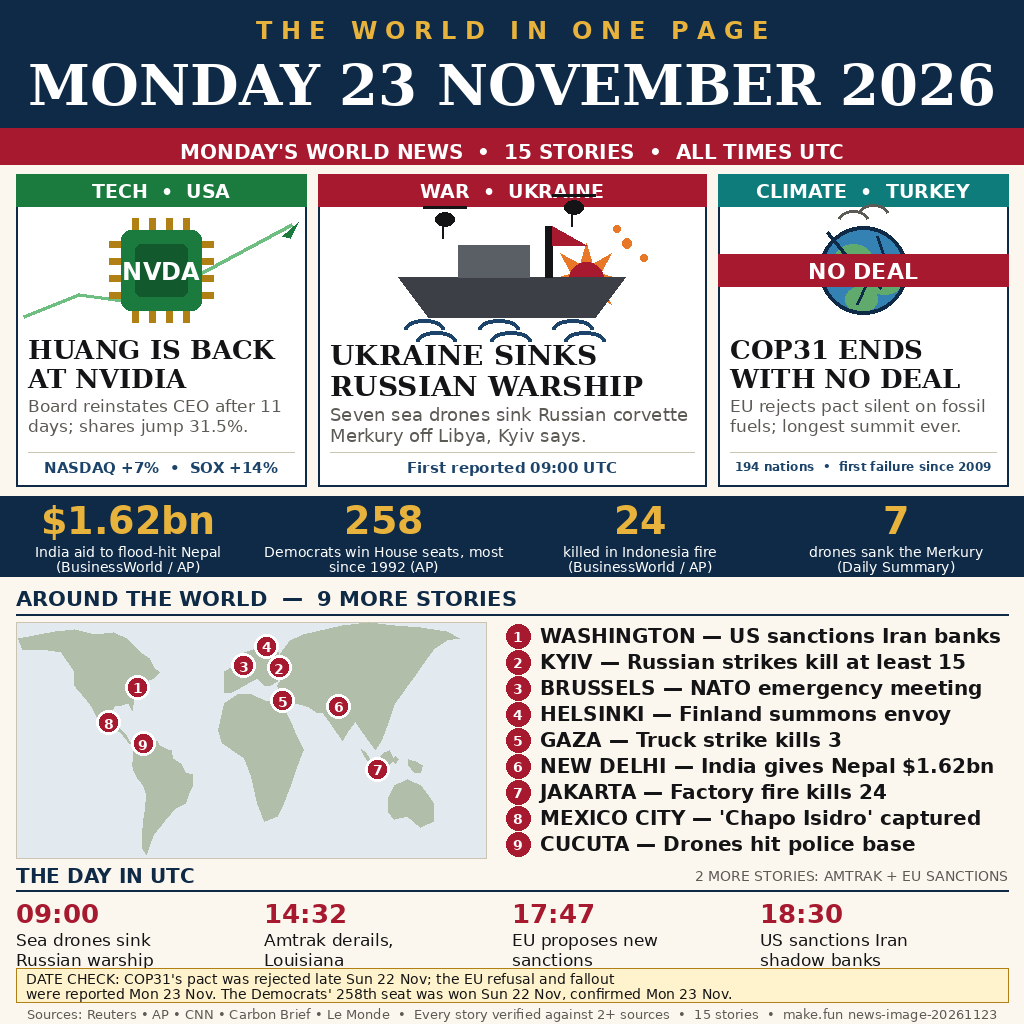 THE WORLD IN ONE PAGE
MONDAY 23 NOVEMBER 2026
MONDAY'S WORLD NEWS • 15 STORIES • ALL TIMES UTC
TECH • USA
NVDA
HUANG IS BACK
AT NVIDIA
Board reinstates CEO after 11
days; shares jump 31.5%.
NASDAQ +7% • SOX +14%
WAR • UKRAINE
UKRAINE SINKS
RUSSIAN WARSHIP
Seven sea drones sink Russian corvette
Merkury off Libya, Kyiv says.
First reported 09:00 UTC
CLIMATE • TURKEY
NO DEAL
COP31 ENDS
WITH NO DEAL
EU rejects pact silent on fossil
fuels; longest summit ever.
194 nations • first failure since 2009
$1.62bn
India aid to flood-hit Nepal
(BusinessWorld / AP)
258
Democrats win House seats, most
since 1992 (AP)
24
killed in Indonesia fire
(BusinessWorld / AP)
7
drones sank the Merkury
(Daily Summary)
AROUND THE WORLD — 9 MORE STORIES
1
2
3
4
5
6
7
8
9
1 WASHINGTON — US sanctions Iran banks
2 KYIV — Russian strikes kill at least 15
3 BRUSSELS — NATO emergency meeting
4 HELSINKI — Finland summons envoy
5 GAZA — Truck strike kills 3
6 NEW DELHI — India gives Nepal $1.62bn
7 JAKARTA — Factory fire kills 24
8 MEXICO CITY — 'Chapo Isidro' captured
9 CUCUTA — Drones hit police base
THE DAY IN UTC
2 MORE STORIES: AMTRAK + EU SANCTIONS
09:00
Sea drones sink
Russian warship
14:32
Amtrak derails,
Louisiana
17:47
EU proposes new
sanctions
18:30
US sanctions Iran
shadow banks
DATE CHECK: COP31's pact was rejected late Sun 22 Nov; the EU refusal and fallout
were reported Mon 23 Nov. The Democrats' 258th seat was won Sun 22 Nov, confirmed Mon 23 Nov.
Sources: Reuters • AP • CNN • Carbon Brief • Le Monde • Every story verified against 2+ sources • 15 stories • make.fun news-image-20261123